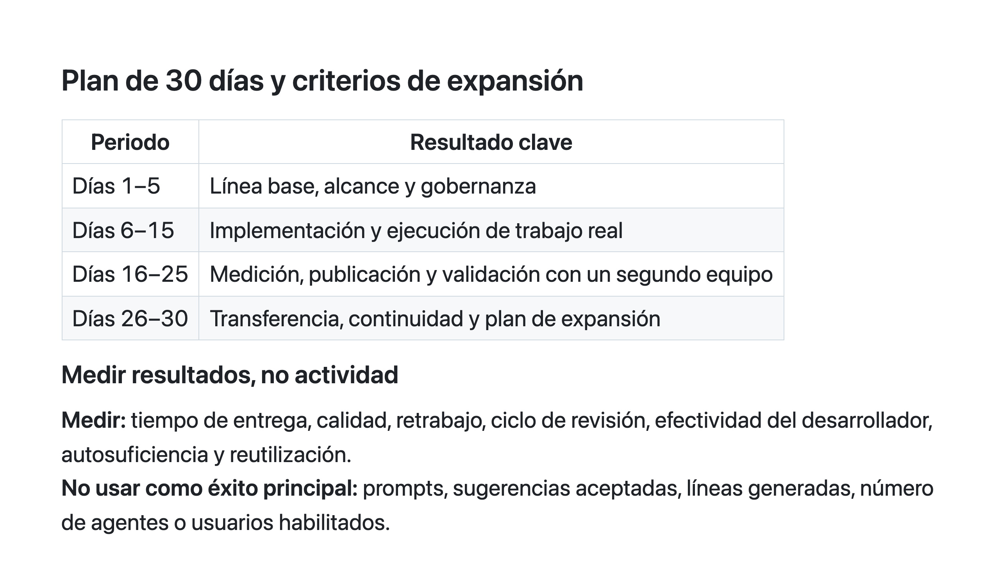 Plan de 30 días y criterios de expansión
Periodo Resultado clave
Días 1–5 Línea base, alcance y gobernanza
Días 6–15 Implementación y ejecución de trabajo real
Días 16–25 Medición, publicación y validación con un segundo equipo
Días 26–30 Transferencia, continuidad y plan de expansión
Medir resultados, no actividad
Medir: tiempo de entrega, calidad, retrabajo, ciclo de revisión, efectividad del desarrollador,
autosuficiencia y reutilización.
No usar como éxito principal: prompts, sugerencias aceptadas, líneas generadas, número
de agentes o usuarios habilitados.